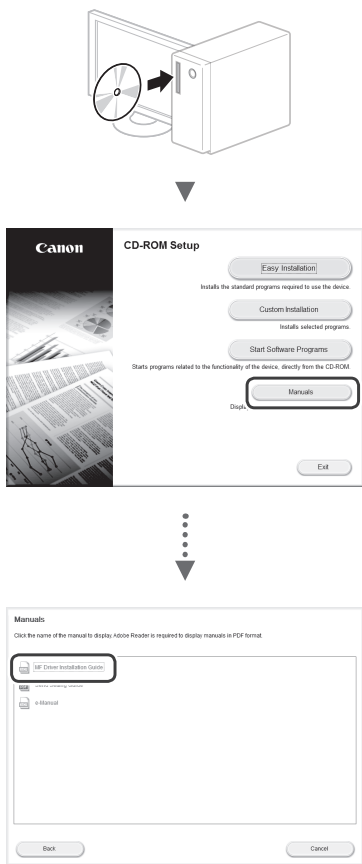 Canon
CD-ROM Setup
Easy Installation
Installs the standard programs required to use the device.
Custom Installation
Installs selected programs.
Start Software Programs
Starts programs related to the functionality of the device, directly from the CD-ROM.
Manuals
Exit
Manuals
Click the name of the manual to display. Adobe Reader is required to display manuals in PDF format.
MF Driver Installation Guide
e-Manual
Back
Cancel